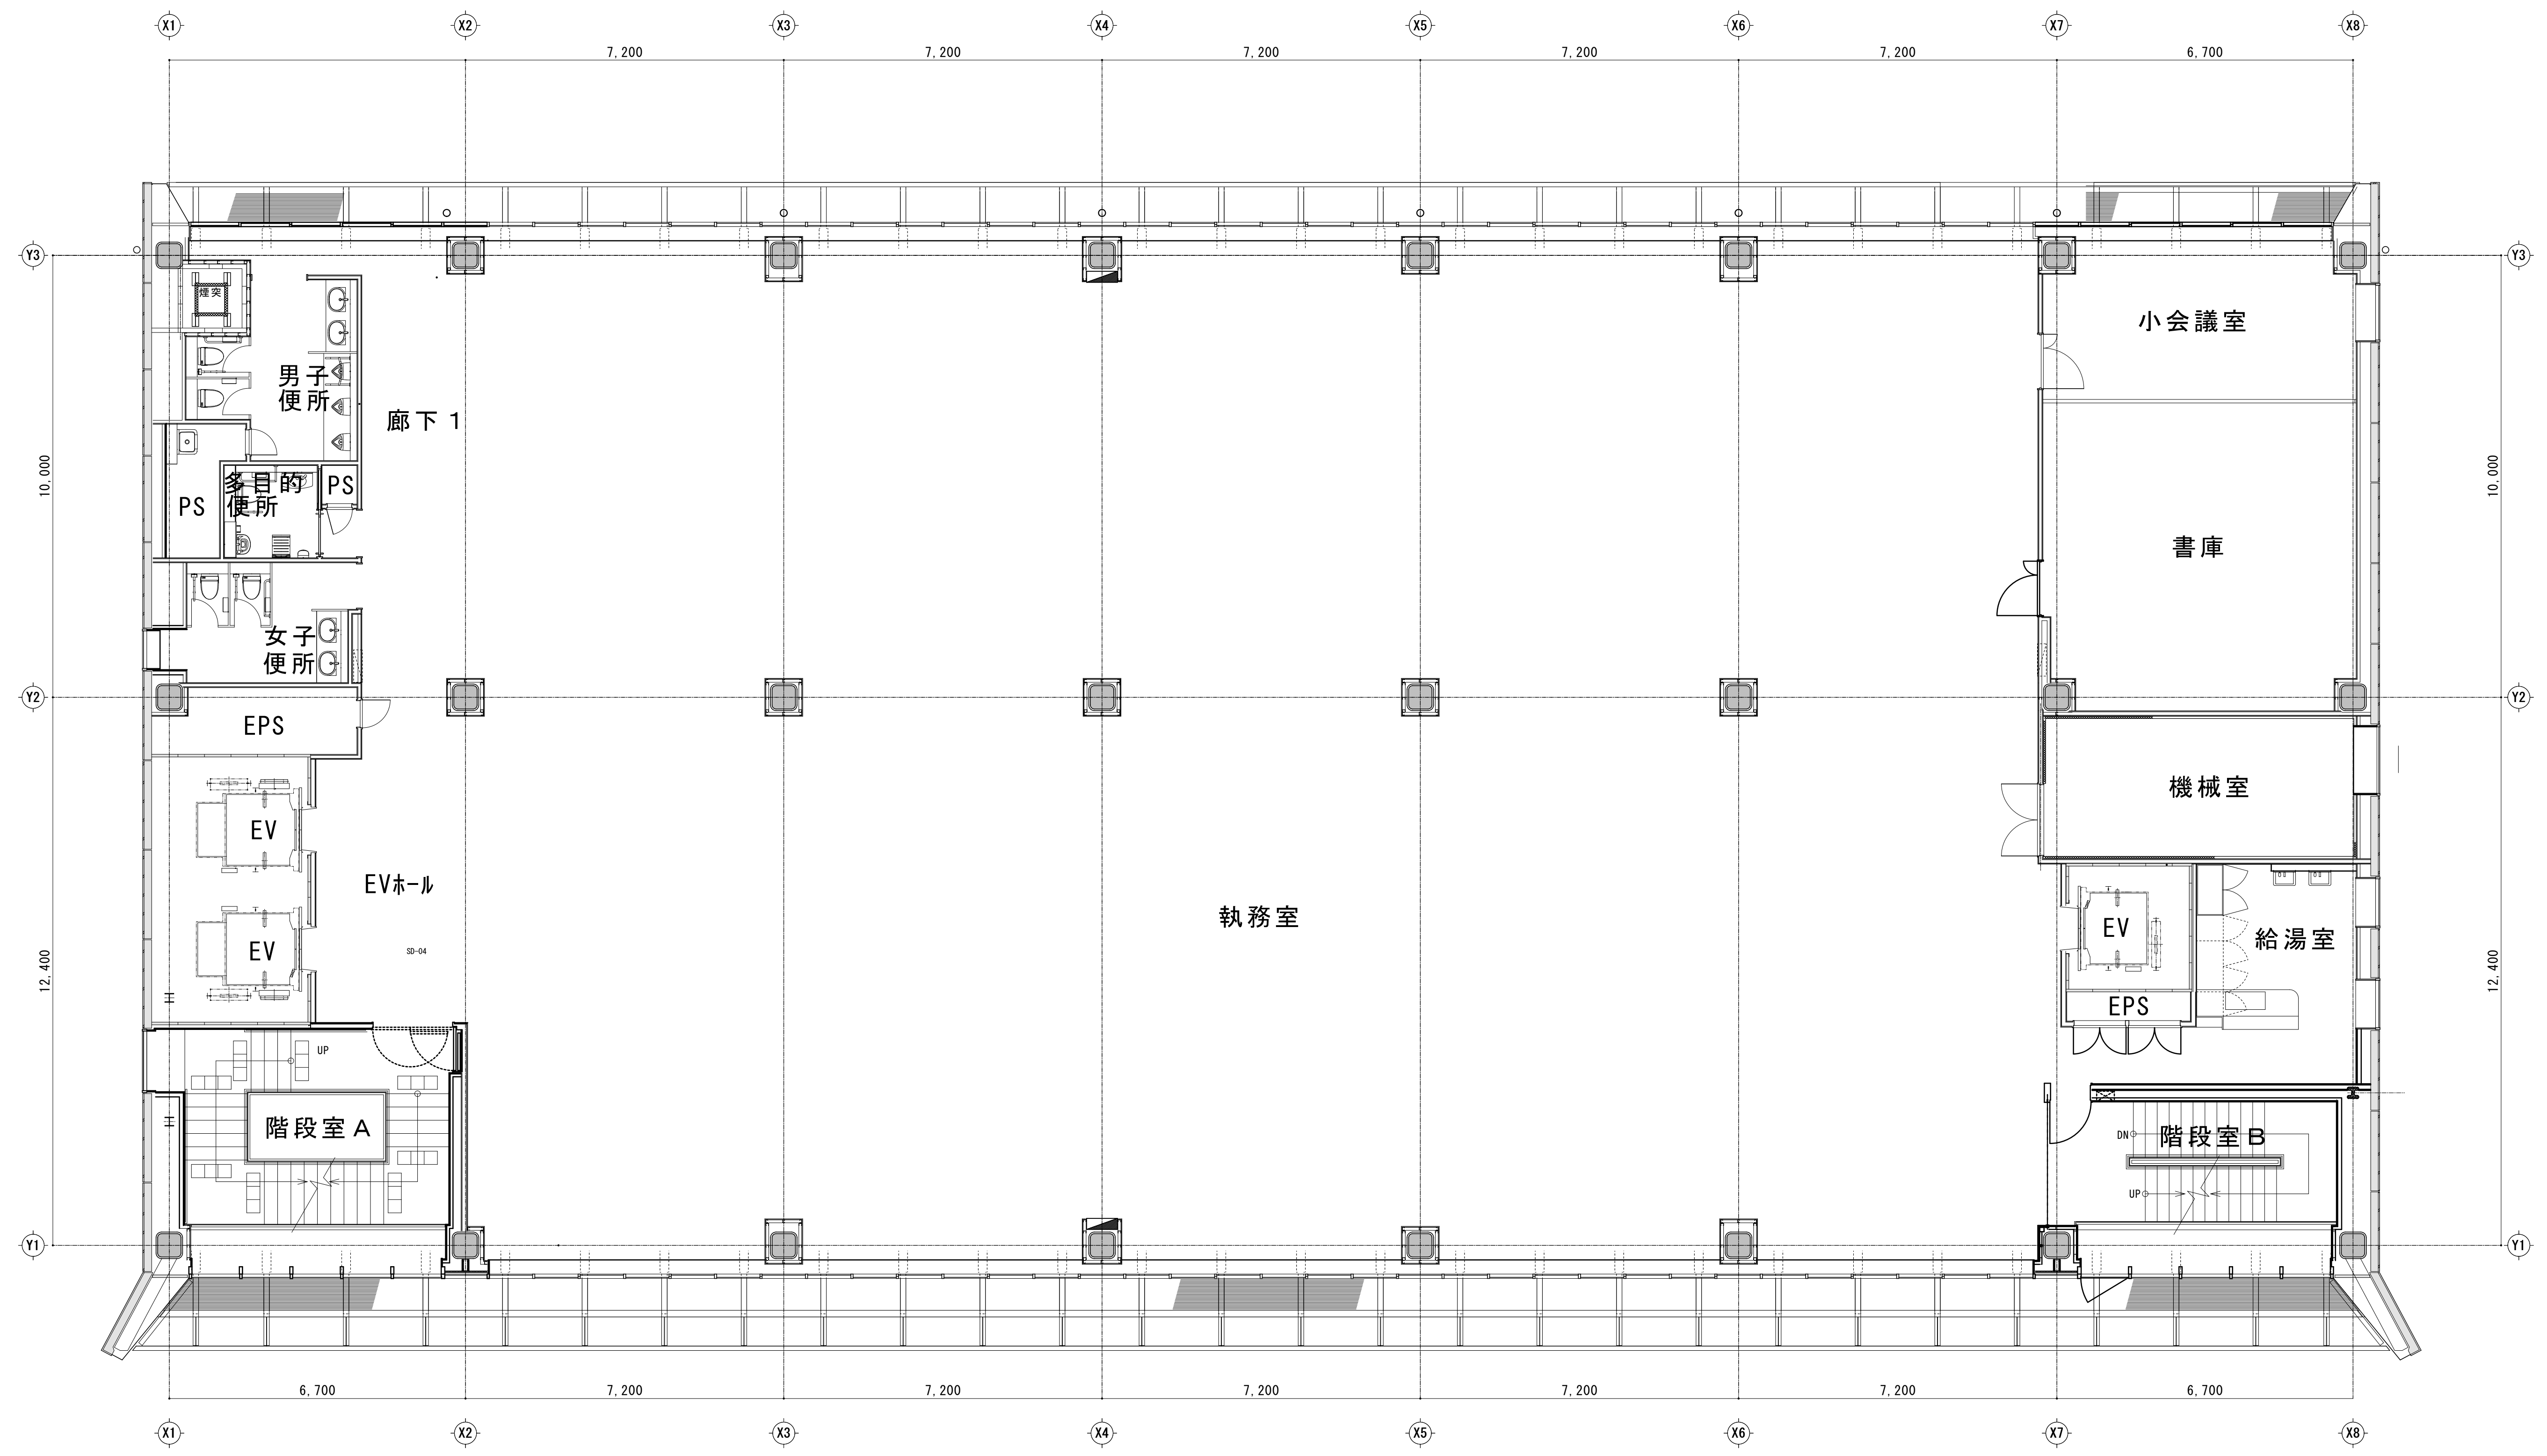 X1 X2 X3 X4 X5 X6 X7 X8
7,200 7,200 7,200 7,200 7,200 6,700
Y3 Y3
煙突
小会議室
男子
便所
廊下1
10,000 10,000
多目的
便所
PS
PS
書庫
女子
便所
Y2 Y2
EPS
機械室
EV
EVホール
執務室
EV
給湯室
EV
SD-04
12,400 12,400
EPS
UP
階段室A
DN
階段室B
UP
Y1 Y1
6,700 7,200 7,200 7,200 7,200 7,200 6,700
X1 X2 X3 X4 X5 X6 X7 X8